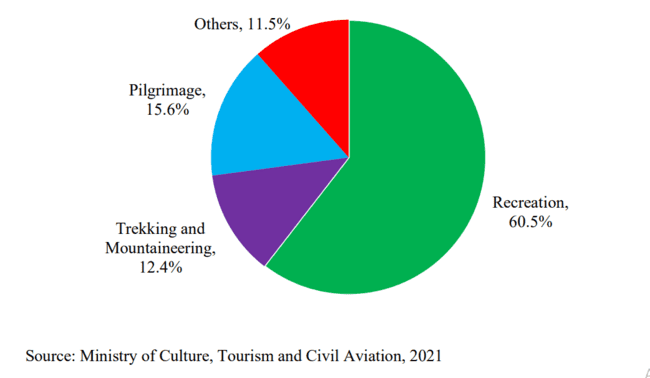 Others, 11.5%
Pilgrimage,
15.6%
Recreation,
60.5%
Trekking and
Mountaineering,
12.4%
Source: Ministry of Culture, Tourism and Civil Aviation, 2021